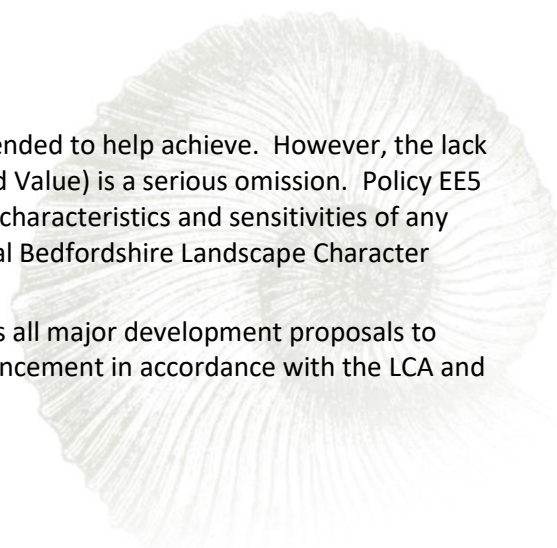 ended to help achieve.  However, the lack
d Value) is a serious omission.  Policy EE5
characteristics and sensitivities of any
al Bedfordshire Landscape Character
s all major development proposals to
ncement in accordance with the LCA and